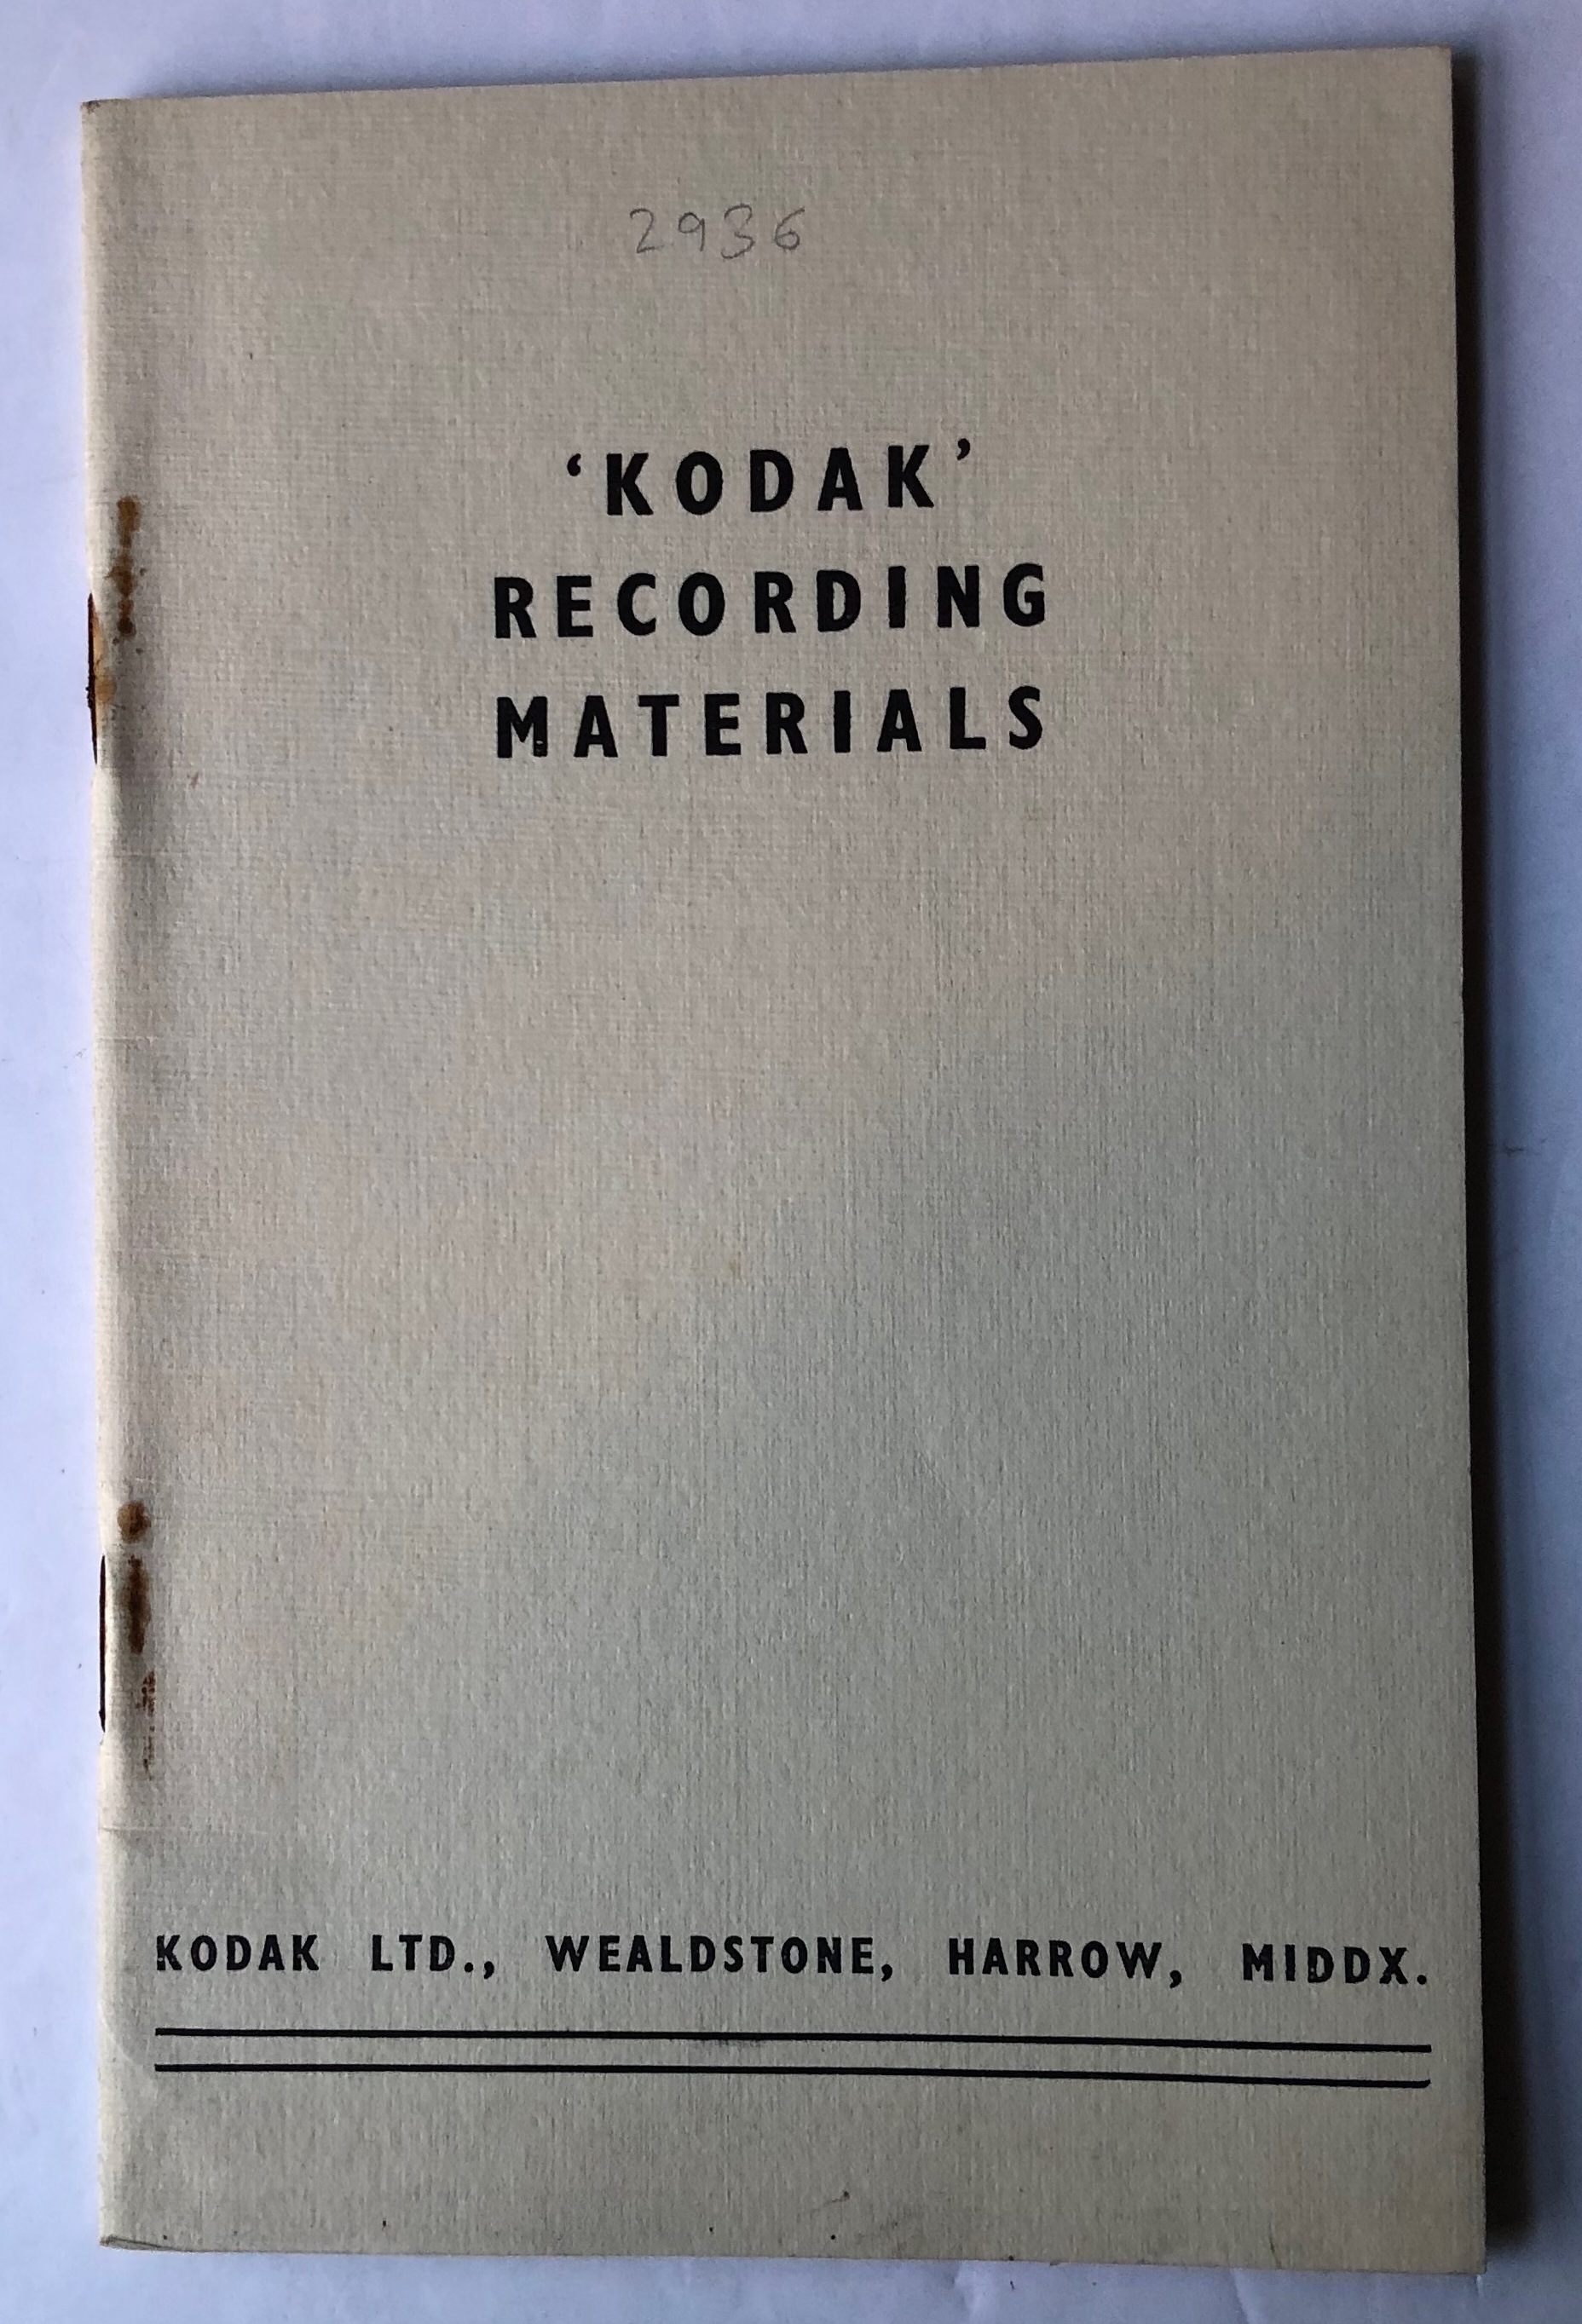 2936
‘KODAK’
RECORDING
MATERIALS
KODAK LTD., WEALDSTONE, HARROW, MIDDX.